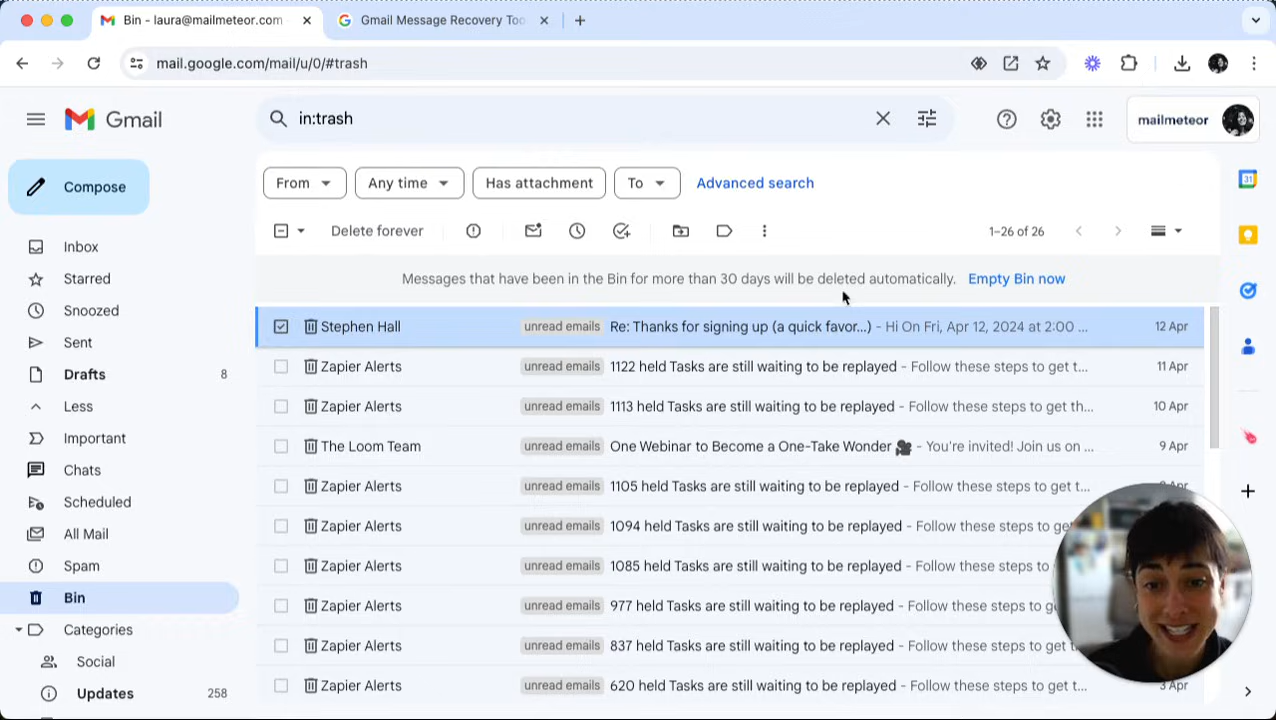 Bin - laura@mailmeteor.com
Gmail Message Recovery Too
mail.google.com/mail/u/0/#trash
Gmail
in:trash
mailmeteor
Compose
From
Any time
Has attachment
To
Advanced search
Delete forever
1–26 of 26
Messages that have been in the Bin for more than 30 days will be deleted automatically. Empty Bin now
Inbox
Starred
Snoozed
Sent
Drafts 8
Less
Important
Chats
Scheduled
All Mail
Spam
Bin
Categories
Social
Updates 258
Stephen Hall unread emails Re: Thanks for signing up (a quick favor...) - Hi On Fri, Apr 12, 2024 at 2:00 ... 12 Apr
Zapier Alerts unread emails 1122 held Tasks are still waiting to be replayed - Follow these steps to get t... 11 Apr
Zapier Alerts unread emails 1113 held Tasks are still waiting to be replayed - Follow these steps to get th... 10 Apr
The Loom Team unread emails One Webinar to Become a One-Take Wonder 🎥 - You're invited! Join us on ... 9 Apr
Zapier Alerts unread emails 1105 held Tasks are still waiting to be replayed - Follow these steps to get t...
Zapier Alerts unread emails 1094 held Tasks are still waiting to be replayed - Follow these steps to ge
Zapier Alerts unread emails 1085 held Tasks are still waiting to be replayed - Follow these steps to
Zapier Alerts unread emails 977 held Tasks are still waiting to be replayed - Follow these steps to
Zapier Alerts unread emails 837 held Tasks are still waiting to be replayed - Follow these steps to get
Zapier Alerts unread emails 620 held Tasks are still waiting to be replayed - Follow these steps to get t... 3 Apr